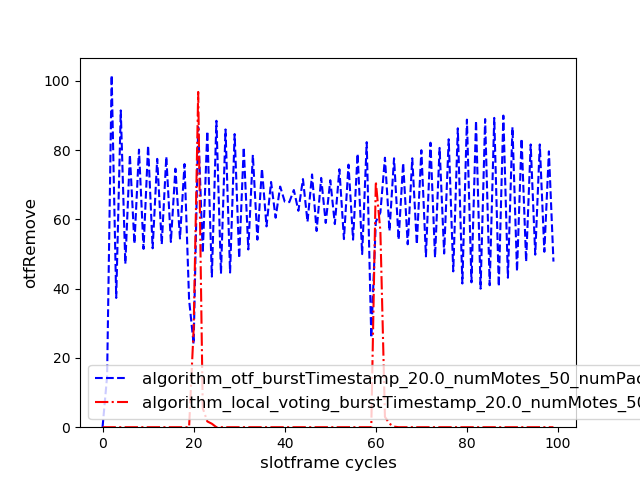 100
80
60
40
20
0
otfRemove
algorithm_otf_burstTimestamp_20.0_numMotes_50_numPac
algorithm_local_voting_burstTimestamp_20.0_numMotes_50
0 20 40 60 80 100
slotframe cycles